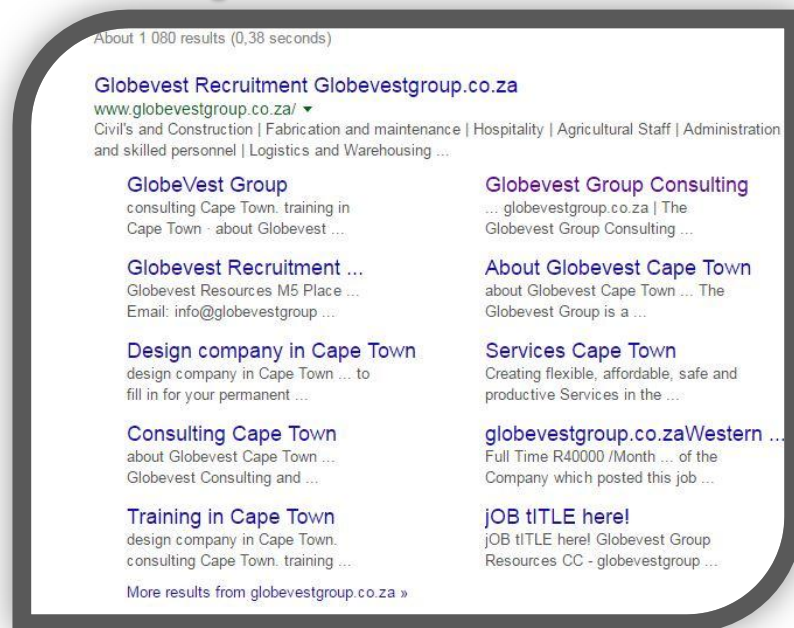 About 1 080 results (0,38 seconds)
Globevest Recruitment Globevestgroup.co.za
www.globevestgroup.co.za/
Civil's and Construction | Fabrication and maintenance | Hospitality | Agricultural Staff | Administration
and skilled personnel | Logistics and Warehousing ...
GlobeVest Group
consulting Cape Town. training in
Cape Town · about Globevest ...
Globevest Group Consulting
... globevestgroup.co.za | The
Globevest Group Consulting ...
Globevest Recruitment ...
Globevest Resources M5 Place ...
Email: info@globevestgroup ...
About Globevest Cape Town
about Globevest Cape Town ... The
Globevest Group is a ...
Design company in Cape Town
design company in Cape Town ... to
fill in for your permanent ...
Services Cape Town
Creating flexible, affordable, safe and
productive Services in the ...
Consulting Cape Town
about Globevest Cape Town ...
Globevest Consulting and ...
globevestgroup.co.zaWestern ...
Full Time R40000 /Month ... of the
Company which posted this job ...
Training in Cape Town
design company in Cape Town.
consulting Cape Town. training ...
jOB tITLE here!
jOB tITLE here! Globevest Group
Resources CC - globevestgroup ...
More results from globevestgroup.co.za »